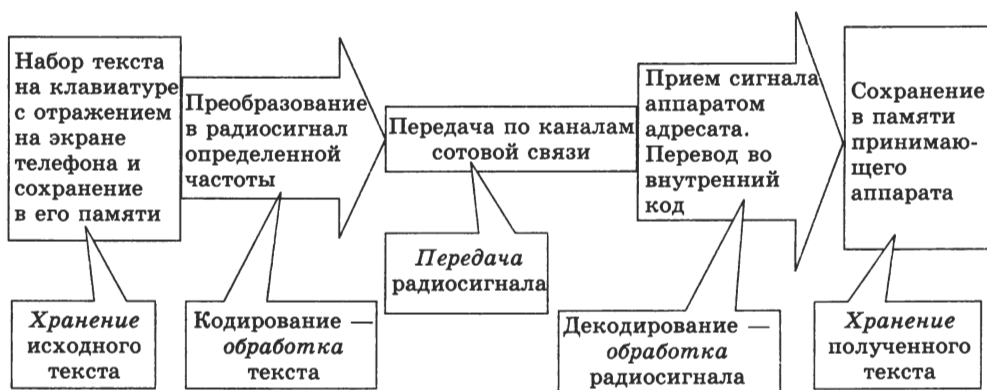 Набор текста
на клавиатуре
с отражением
на экране
телефона и
сохранение
в его памяти
Преобразование
в радиосигнал
определенной
частоты
Передача по каналам
сотовой связи
Прием сигнала
аппаратом
адресата.
Перевод во
внутренний
код
Сохранение
в памяти
принимаю-
щего
аппарата
Хранение
исходного
текста
Кодирование —
обработка
текста
Передача
радиосигнала
Декодирование —
обработка
радиосигнала
Хранение
полученного
текста